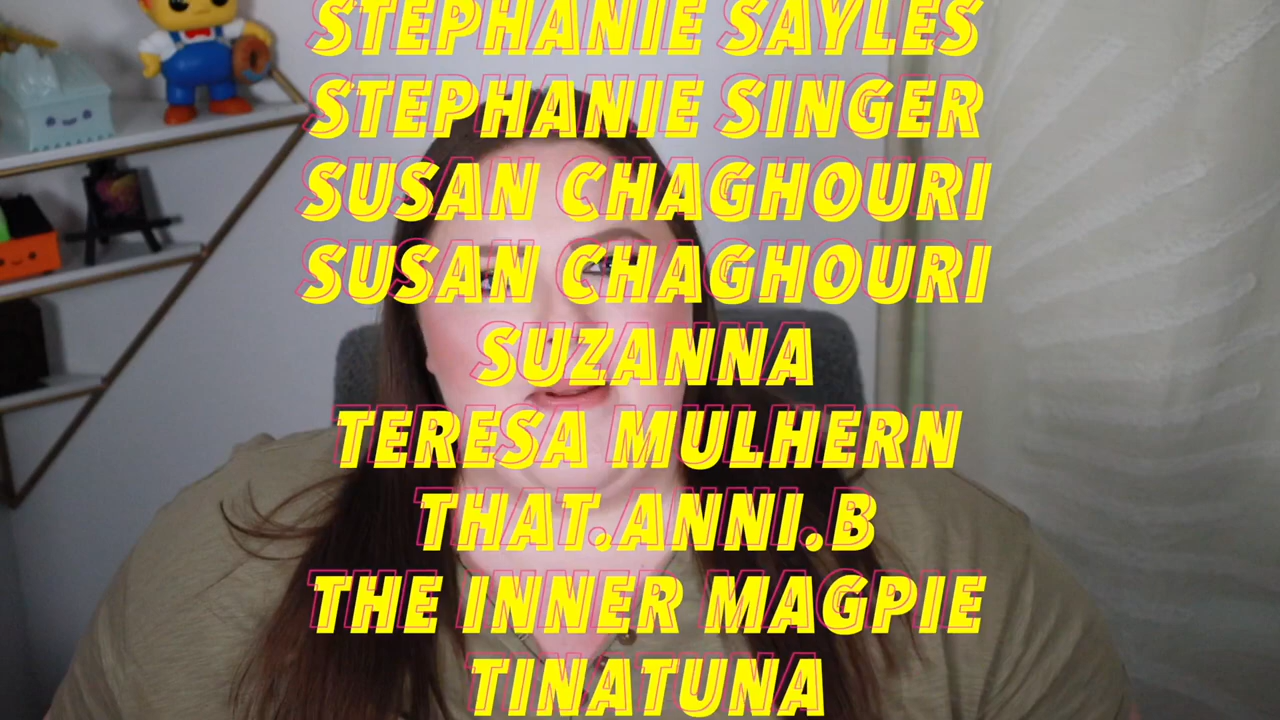 STEPHANIE SAYLES
STEPHANIE SINGER
SUSAN CHAGHOURI
SUSAN CHAGHOURI
SUZANNA
TERESA MULHERN
THAT.ANNI.B
THE INNER MAGPIE
TINATUNA